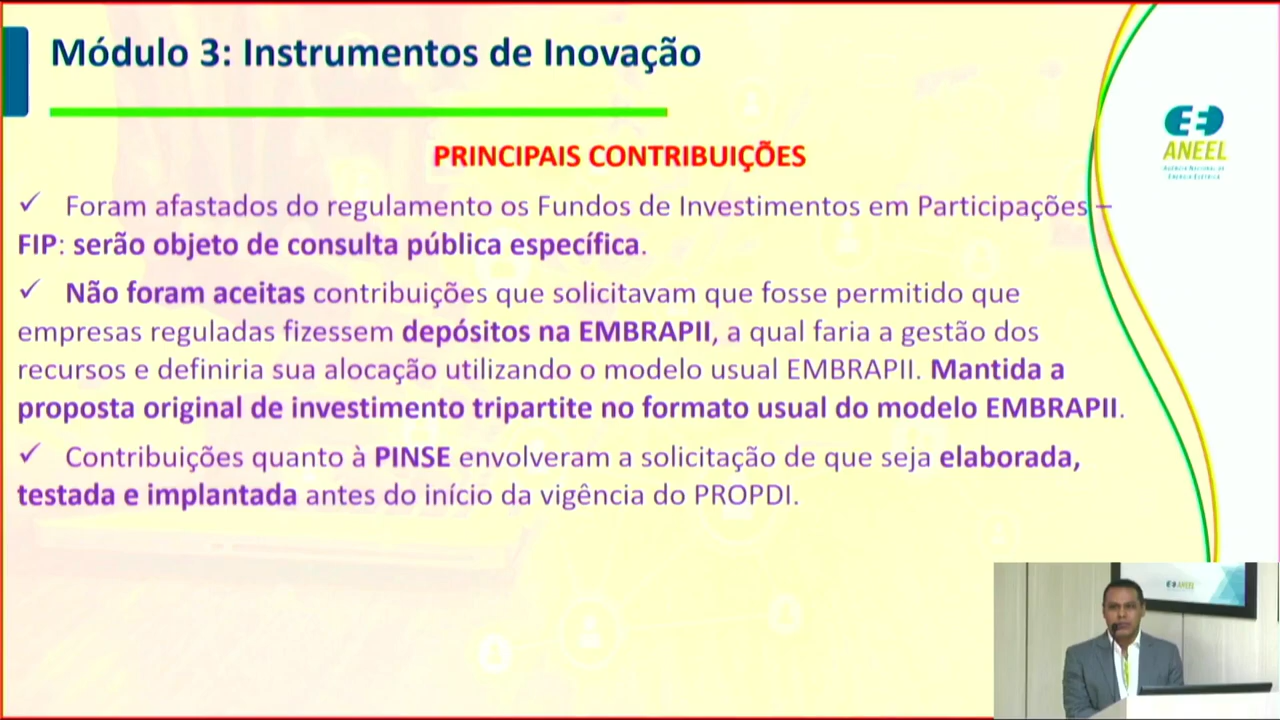 Módulo 3: Instrumentos de Inovação
PRINCIPAIS CONTRIBUIÇÕES
✓ Foram afastados do regulamento os Fundos de Investimentos em Participações –
FIP: serão objeto de consulta pública específica.
✓ Não foram aceitas contribuições que solicitavam que fosse permitido que
empresas reguladas fizessem depósitos na EMBRAPII, a qual faria a gestão dos
recursos e definiria sua alocação utilizando o modelo usual EMBRAPII. Mantida a
proposta original de investimento tripartite no formato usual do modelo EMBRAPII.
✓ Contribuições quanto à PINSE envolveram a solicitação de que seja elaborada,
testada e implantada antes do início da vigência do PROPDI.
ANEEL
AGÊNCIA NACIONAL DE
ENERGIA ELÉTRICA
ANEEL